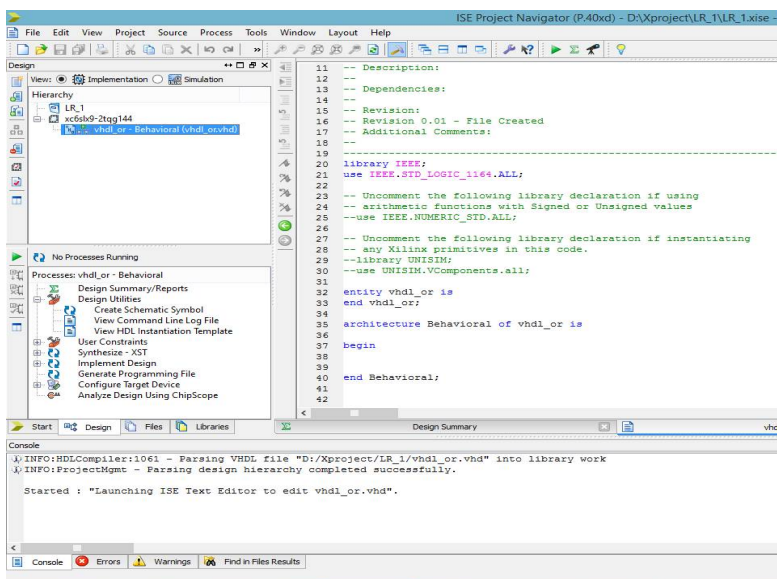 ISE Project Navigator (P.40xd) - D:\Xproject\LR_1\LR_1.xise -
File Edit View Project Source Process Tools Window Layout Help
Design
View: Implementation Simulation
Hierarchy
LR_1
xc6slx9-2tqg144
vhdl_or - Behavioral (vhdl_or.vhd)
No Processes Running
Processes: vhdl_or - Behavioral
Design Summary/Reports
Design Utilities
Create Schematic Symbol
View Command Line Log File
View HDL Instantiation Template
User Constraints
Synthesize - XST
Implement Design
Generate Programming File
Configure Target Device
Analyze Design Using ChipScope
Start Design Files Libraries
11 -- Description:
12 --
13 -- Dependencies:
14 --
15 -- Revision:
16 -- Revision 0.01 - File Created
17 -- Additional Comments:
18 --
19 ----------------------------------------------------------------------------------
20 library IEEE;
21 use IEEE.STD_LOGIC_1164.ALL;
22
23 -- Uncomment the following library declaration if using
24 -- arithmetic functions with Signed or Unsigned values
25 --use IEEE.NUMERIC_STD.ALL;
26
27 -- Uncomment the following library declaration if instantiating
28 -- any Xilinx primitives in this code.
29 --library UNISIM;
30 --use UNISIM.VComponents.all;
31
32 entity vhdl_or is
33 end vhdl_or;
34
35 architecture Behavioral of vhdl_or is
36
37 begin
38
39
40 end Behavioral;
41
42
Design Summary vhd
Console
INFO:HDLCompiler:1061 - Parsing VHDL file "D:/Xproject/LR_1/vhdl_or.vhd" into library work
INFO:ProjectMgmt - Parsing design hierarchy completed successfully.
Started : "Launching ISE Text Editor to edit vhdl_or.vhd".
Console Errors Warnings Find in Files Results